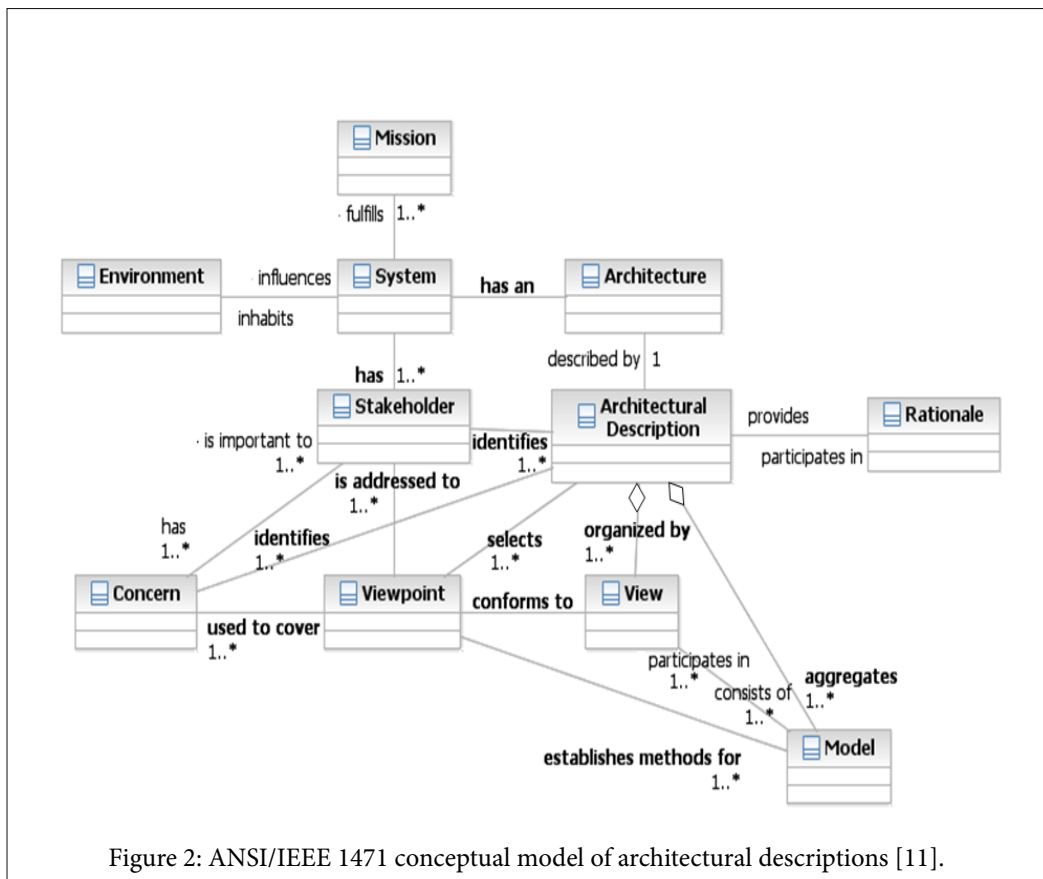 Mission
· fulfills 1..*
Environment
· influences
inhabits
System
has an
Architecture
has 1..*
described by 1
Stakeholder
Architectural
Description
provides
participates in
Rationale
· is important to
1..*
identifies
1..*
is addressed to
1..*
has
1..*
identifies
1..*
selects
1..*
organized by
1..*
Concern
Viewpoint
conforms to
View
used to cover
1..*
participates in
1..*
consists of
1..*
aggregates
1..*
establishes methods for
1..*
Model
Figure 2: ANSI/IEEE 1471 conceptual model of architectural descriptions [11].